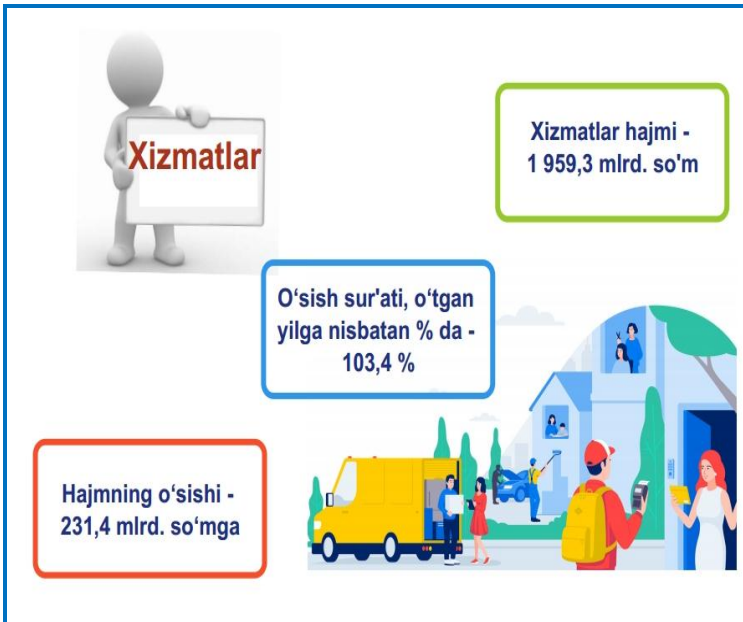 Xizmatlar
Xizmatlar hajmi -
1 959,3 mlrd. so'm
O‘sish sur'ati, o‘tgan
yilga nisbatan % da -
103,4 %
Hajmning o‘sishi -
231,4 mlrd. so‘mga